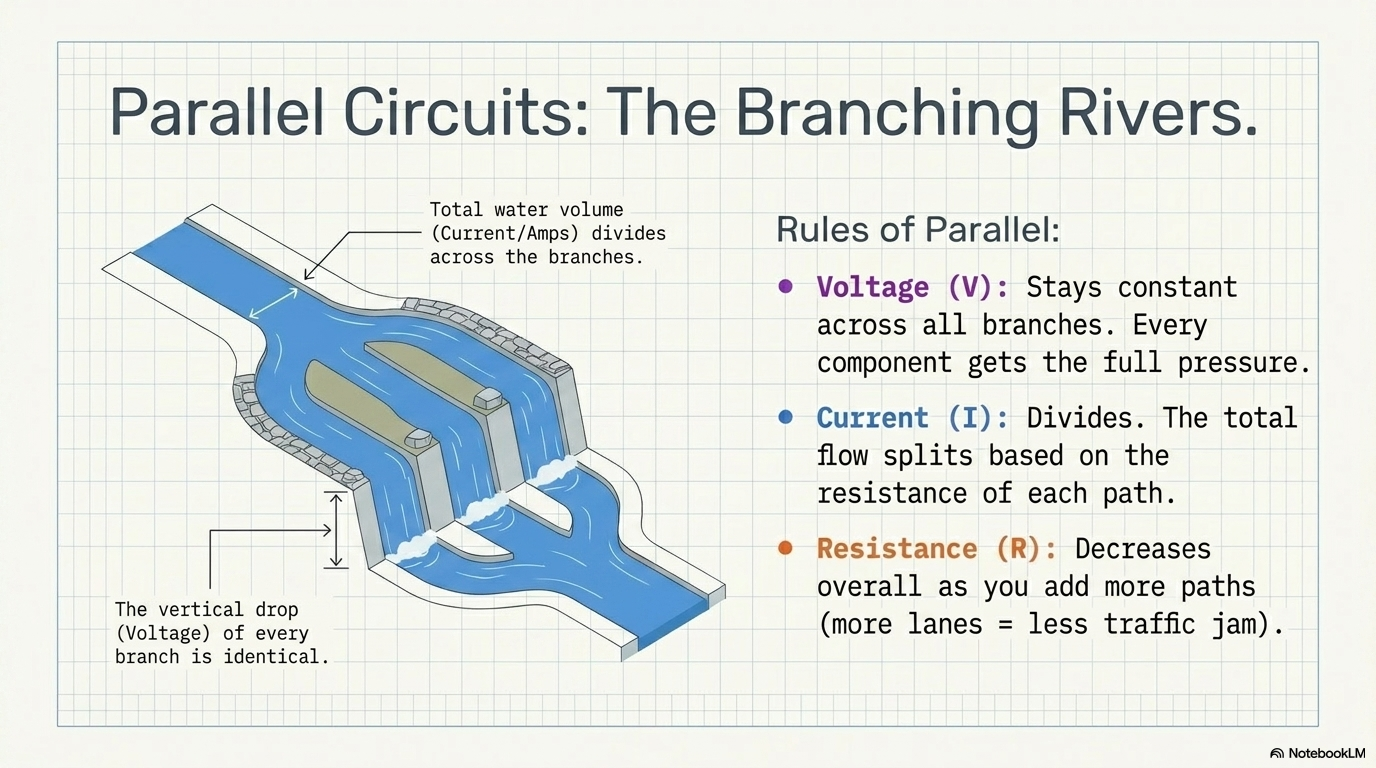 Parallel Circuits: The Branching Rivers.
Total water volume
(Current/Amps) divides
across the branches.
The vertical drop
(Voltage) of every
branch is identical.
Rules of Parallel:
• Voltage (V): Stays constant
across all branches. Every
component gets the full pressure.
• Current (I): Divides. The total
flow splits based on the
resistance of each path.
• Resistance (R): Decreases
overall as you add more paths
(more lanes = less traffic jam).
NotebookLM